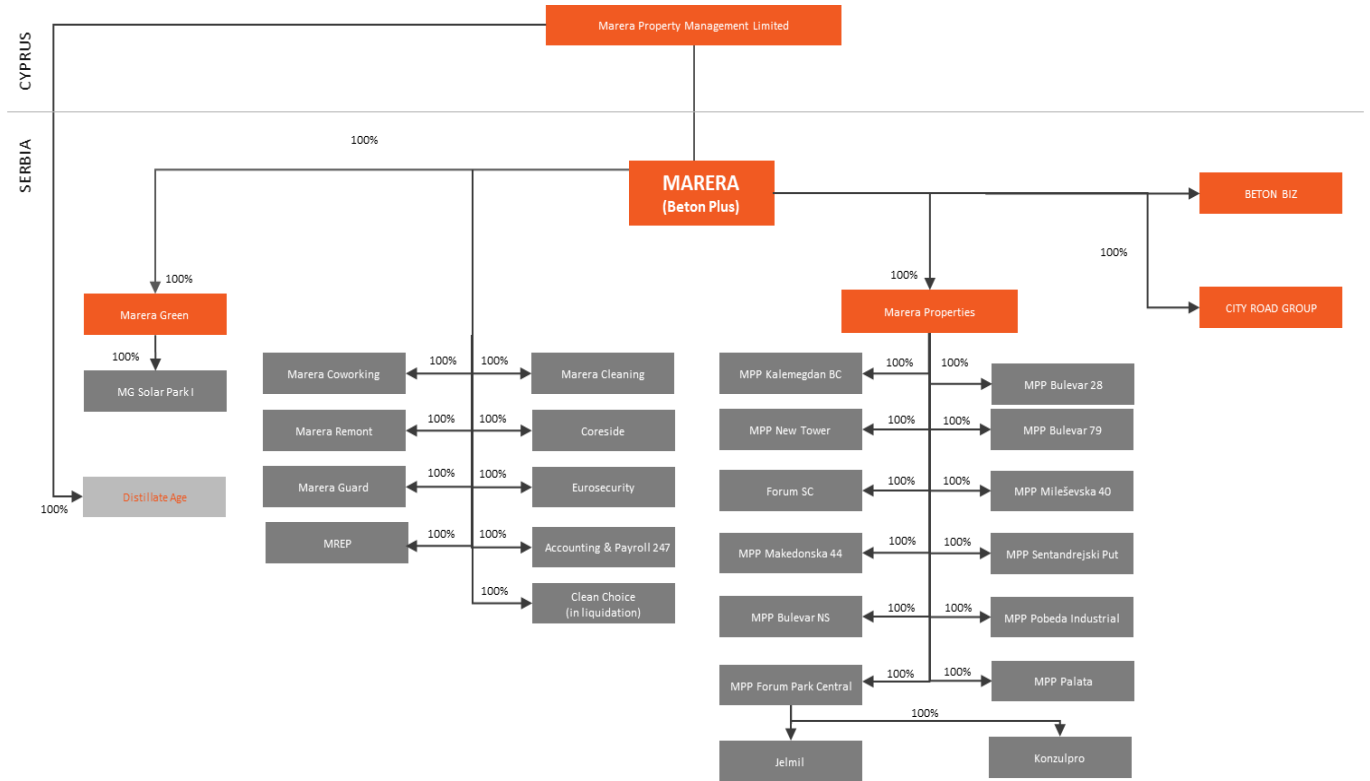 CYPRUS
Marera Property Management Limited
SERBIA
100%
MARERA
(Beton Plus)
BETON BIZ
100%
100%
100%
Marera Green
Marera Properties
CITY ROAD GROUP
100%
MG Solar Park I
100%
100%
Marera Coworking
Marera Cleaning
100%
100%
MPP Kalemegdan BC
MPP Bulevar 28
100%
100%
Marera Remont
Coreside
100%
100%
MPP New Tower
MPP Bulevar 79
100%
100%
Marera Guard
Eurosecurity
100%
100%
Forum SC
MPP Mileševska 40
Distillate Age
100%
100%
100%
MREP
Accounting & Payroll 247
100%
100%
MPP Makedonska 44
MPP Sentandrejski Put
100%
Clean Choice
(in liquidation)
100%
100%
MPP Bulevar NS
MPP Pobeda Industrial
100%
100%
MPP Forum Park Central
MPP Palata
100%
Jelmil
Konzulpro